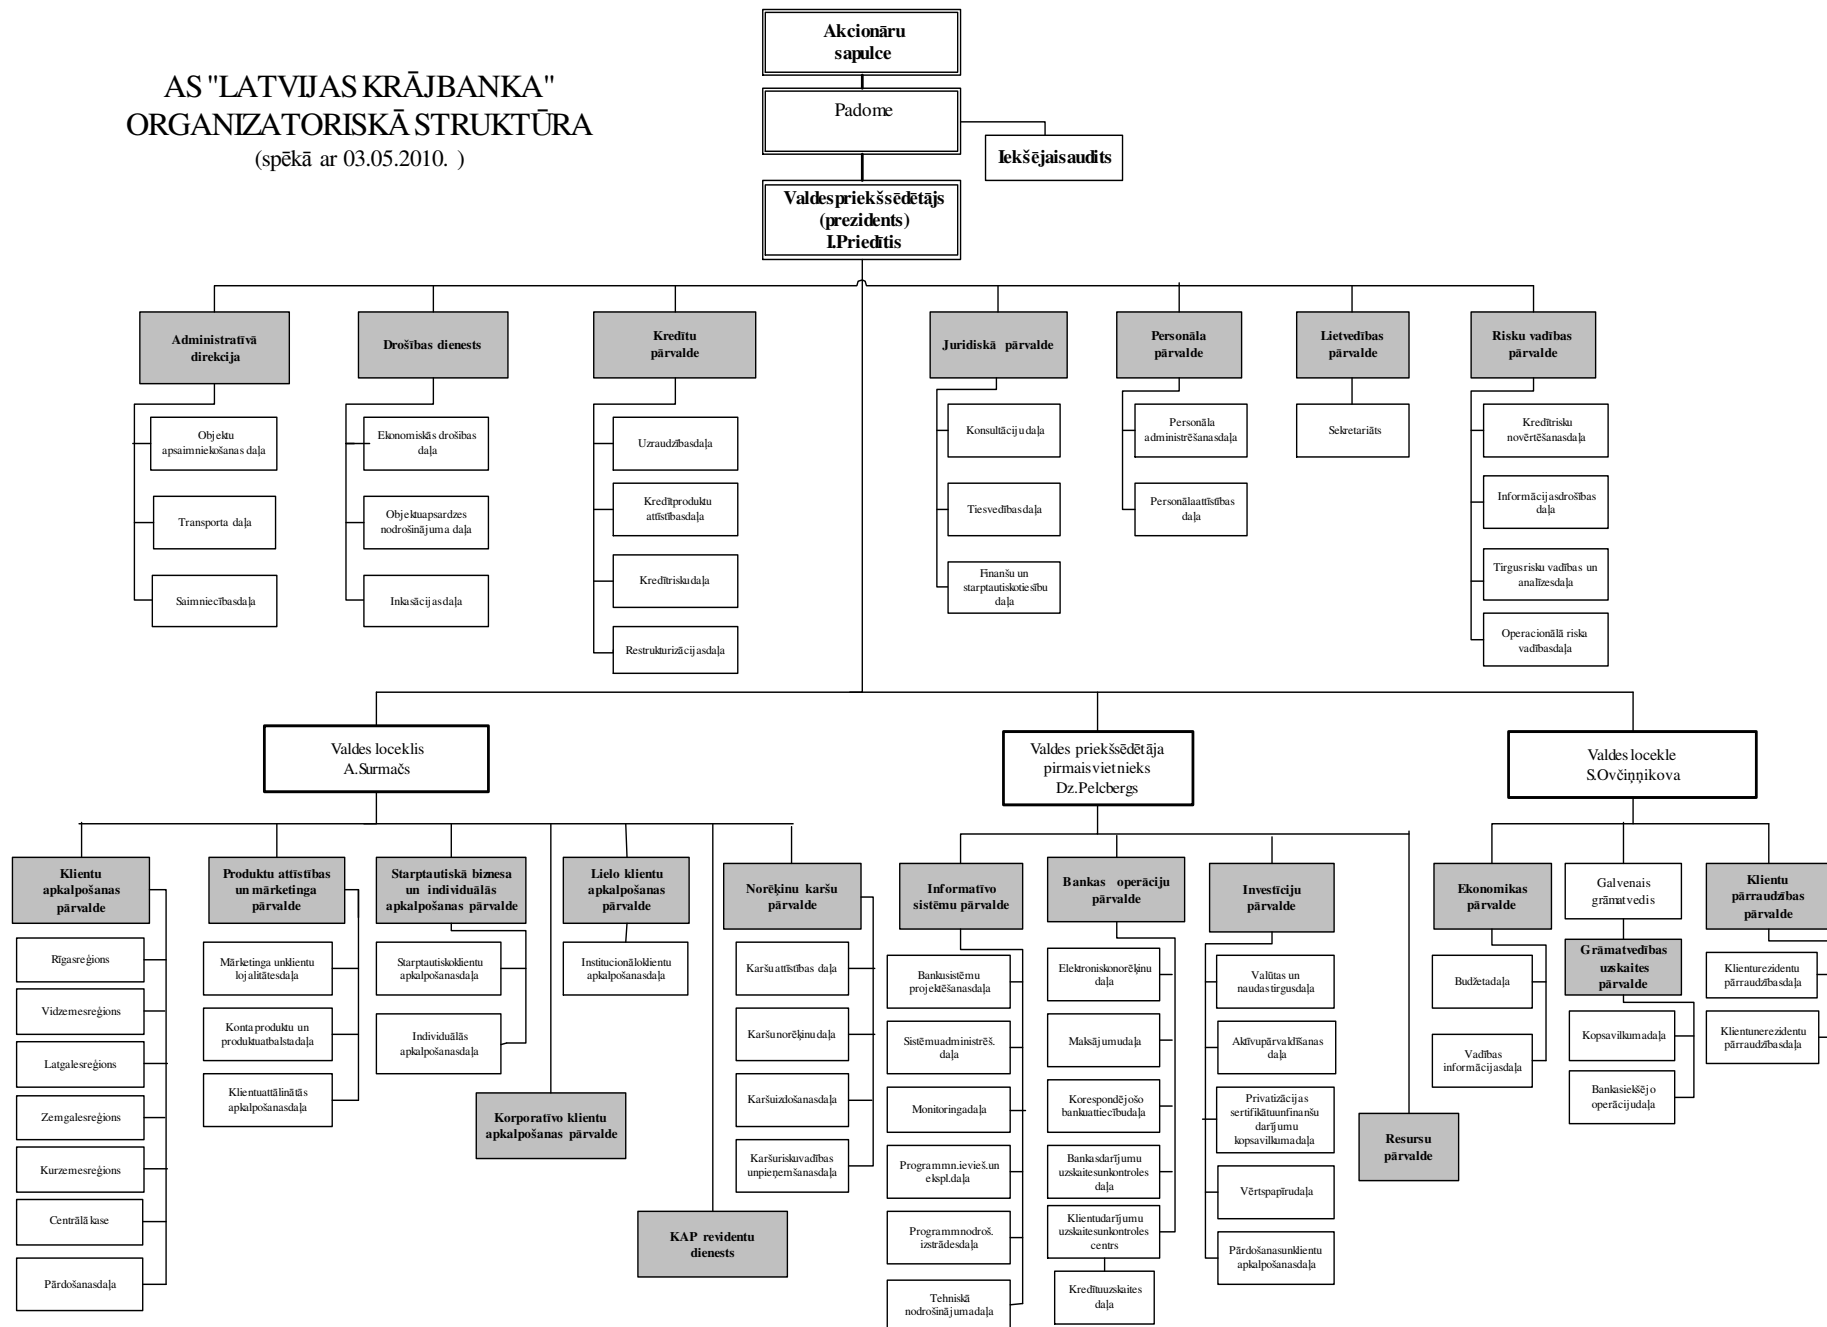 AS "LATVIJAS KRĀJBANKA"
ORGANIZATORISKĀ STRUKTŪRA
(spēkā ar 03.05.2010. )
Akcionāru
sapulce
Padome
Iekšējais audits
Valdes priekšsēdētājs
(prezidents)
I.Priedītis
Administratīvā
direkcija
Drošības dienests
Kredītu
pārvalde
Juridiskā pārvalde
Personāla
pārvalde
Lietvedības
pārvalde
Risku vadības
pārvalde
Objektu
apsaimniekošanas daļa
Transporta daļa
Saimniecības daļa
Ekonomiskās drošības
daļa
Objektu apsardzes
nodrošinājuma daļa
Inkasācijas daļa
Uzraudzības daļa
Kredītproduktu
attīstības daļa
Kredītrisku daļa
Restrukturizācijas daļa
Konsultāciju daļa
Tiesvedības daļa
Finanšu un
starptautisko tiesību
daļa
Personāla
administrēšanas daļa
Personāla attīstības
daļa
Sekretariāts
Kredītrisku
novērtēšanas daļa
Informācijas drošības
daļa
Tirgus risku vadības un
analīzes daļa
Operacionālā riska
vadības daļa
Valdes loceklis
A.Surmačs
Valdes priekšsēdētāja
pirmais vietnieks
Dz.Pelcbergs
Valdes locekle
S.Ovčiņņikova
Klientu
apkalpošanas
pārvalde
Rīgas reģions
Vidzemes reģions
Latgales reģions
Zemgales reģions
Kurzemes reģions
Centrālā kase
Pārdošanas daļa
Produktu attīstības
un mārketinga
pārvalde
Mārketinga un klientu
lojalitātes daļa
Konta produktu un
produktu atbalsta daļa
Klientu attālinātās
apkalpošanas daļa
Starptautiskā biznesa
un individuālās
apkalpošanas pārvalde
Starptautisko klientu
apkalpošanas daļa
Individuālās
apkalpošanas daļa
Korporatīvo klientu
apkalpošanas pārvalde
Lielo klientu
apkalpošanas
pārvalde
Institucionālo klientu
apkalpošanas daļa
KAP revidentu
dienests
Norēķinu karšu
pārvalde
Karšu attīstības daļa
Karšu norēķinu daļa
Karšu izdošanas daļa
Karšu risku vadības
un pieņemšanas daļa
Informatīvo
sistēmu pārvalde
Banku sistēmu
projektēšanas daļa
Sistēmu administrēš.
daļa
Monitoringa daļa
Programmn.ievieš.un
ekspl.daļa
Programmnodroš.
izstrādes daļa
Tehniskā
nodrošinājuma daļa
Bankas operāciju
pārvalde
Elektronisko norēķinu
daļa
Maksājumu daļa
Korespondējošo
banku attiecību daļa
Bankas darījumu
uzskaites un kontroles
daļa
Klientu darījumu
uzskaites un kontroles
centrs
Kredītu uzskaites
daļa
Investīciju
pārvalde
Valūtas un
naudas tirgus daļa
Aktīvu pārvaldīšanas
daļa
Privatizācijas
sertifikātu un finanšu
darījumu
kopsavilkuma daļa
Vērtspapīru daļa
Pārdošanas un klientu
apkalpošanas daļa
Resursu
pārvalde
Ekonomikas
pārvalde
Budžeta daļa
Vadības
informācijas daļa
Galvenais
grāmatvedis
Grāmatvedības
uzskaites
pārvalde
Kopsavilkuma daļa
Bankas iekšējo
operāciju daļa
Klientu
pārraudzības
pārvalde
Klientu rezidentu
pārraudzības daļa
Klientu nerezidentu
pārraudzības daļa